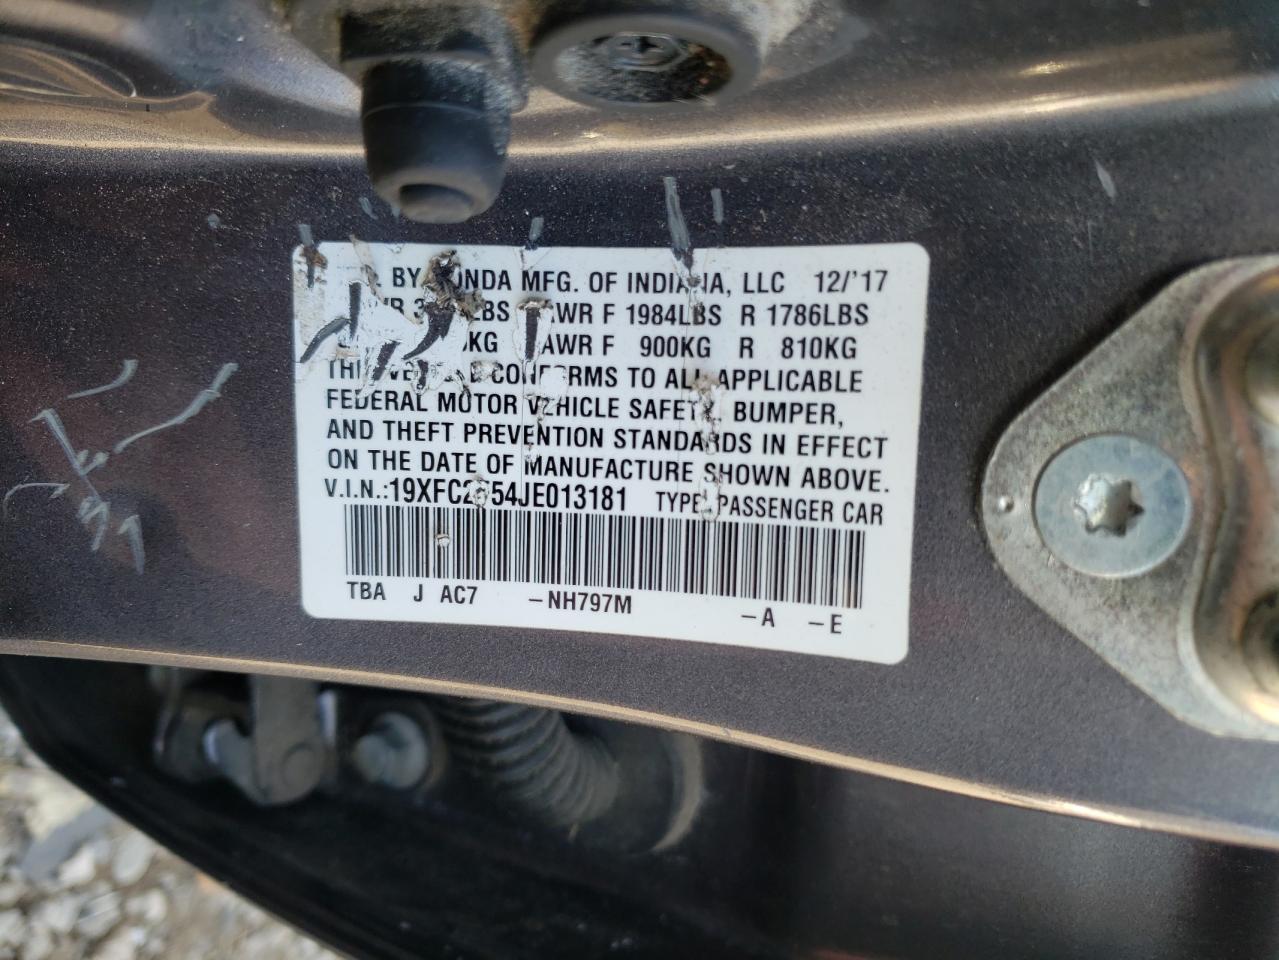 BY HONDA MFG. OF INDIANA, LLC 12/'17
LBS GAWR F 1984LBS R 1786LBS
KG GAWR F 900KG R 810KG
THIS VEHICLE CONFORMS TO ALL APPLICABLE
FEDERAL MOTOR VEHICLE SAFETY, BUMPER,
AND THEFT PREVENTION STANDARDS IN EFFECT
ON THE DATE OF MANUFACTURE SHOWN ABOVE.
V.I.N.: TYPE: PASSENGER CAR
TBA J AC7 -NH797M -A -E